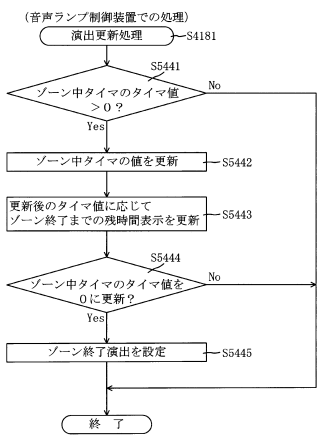 (音声ランプ制御装置での処理)
演出更新処理
S4181
S5441
ゾーン中タイマのタイマ値
>0?
No
Yes
ゾーン中タイマの値を更新
S5442
更新後のタイマ値に応じて
ゾーン終了までの残時間表示を更新
S5443
S5444
ゾーン中タイマのタイマ値を
0に更新?
No
Yes
ゾーン終了演出を設定
S5445
終 了